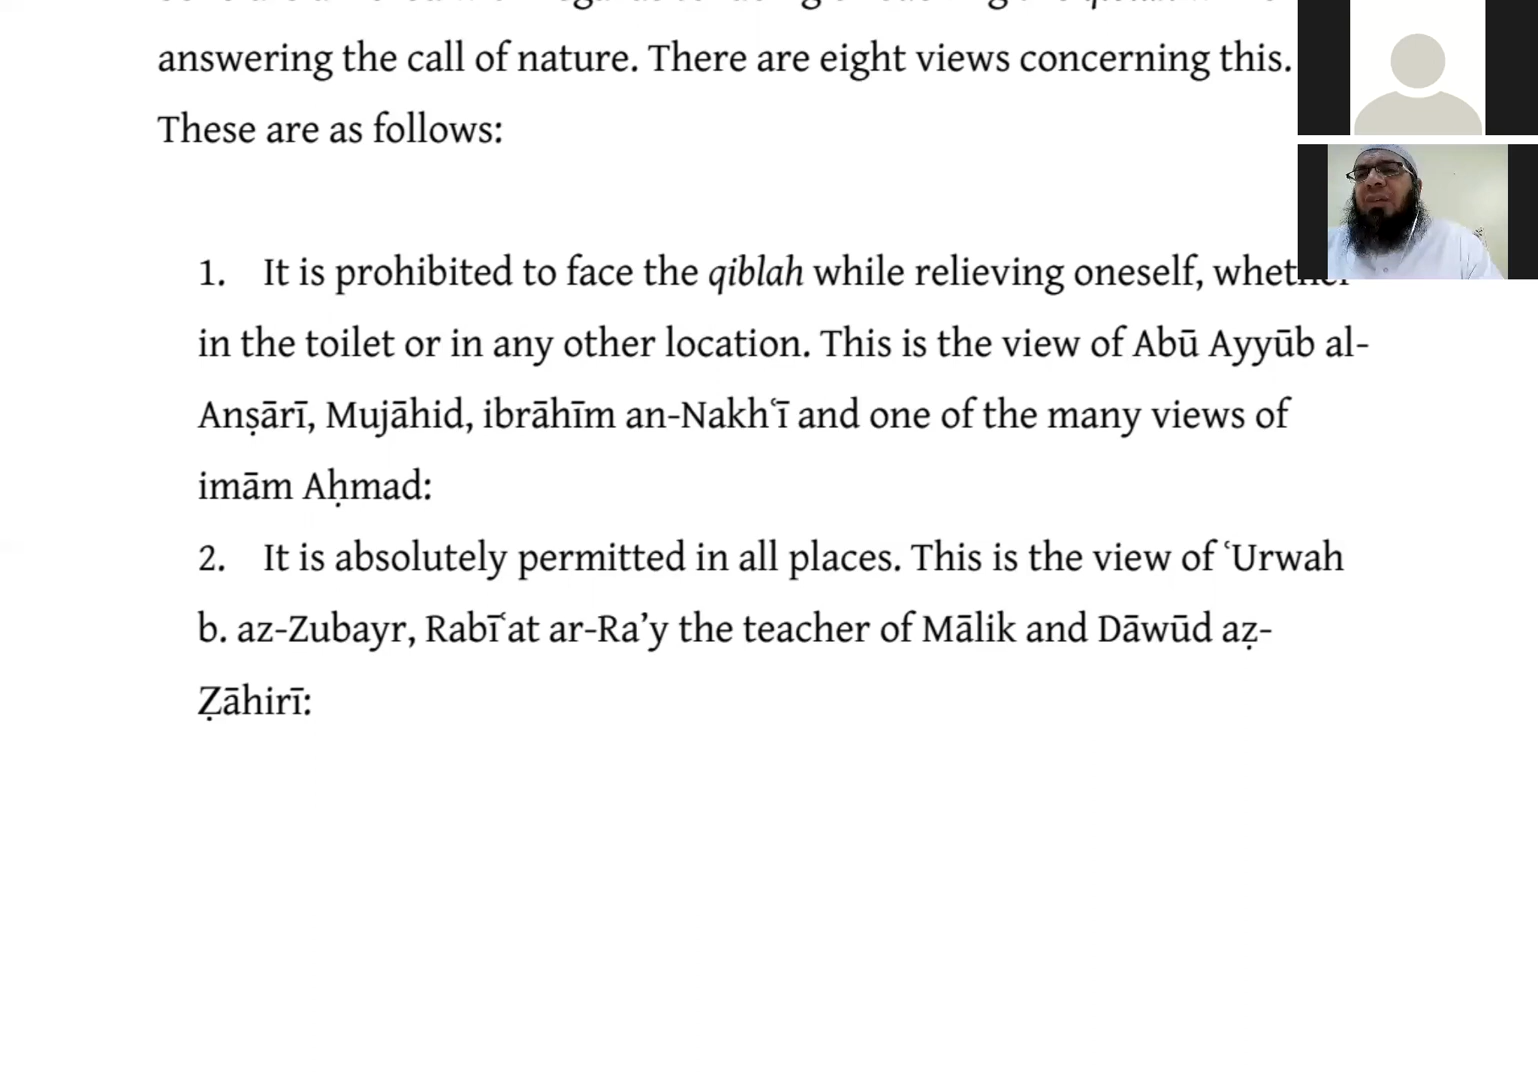 answering the call of nature. There are eight views concerning this.
These are as follows:
1. It is prohibited to face the qiblah while relieving oneself, whether
in the toilet or in any other location. This is the view of Abū Ayyūb al-
Anṣārī, Mujāhid, ibrāhīm an-Nakhʿī and one of the many views of
imām Aḥmad:
2. It is absolutely permitted in all places. This is the view of ʿUrwah
b. az-Zubayr, Rabīʿat ar-Ra’y the teacher of Mālik and Dāwūd aẓ-
Ẓāhirī: